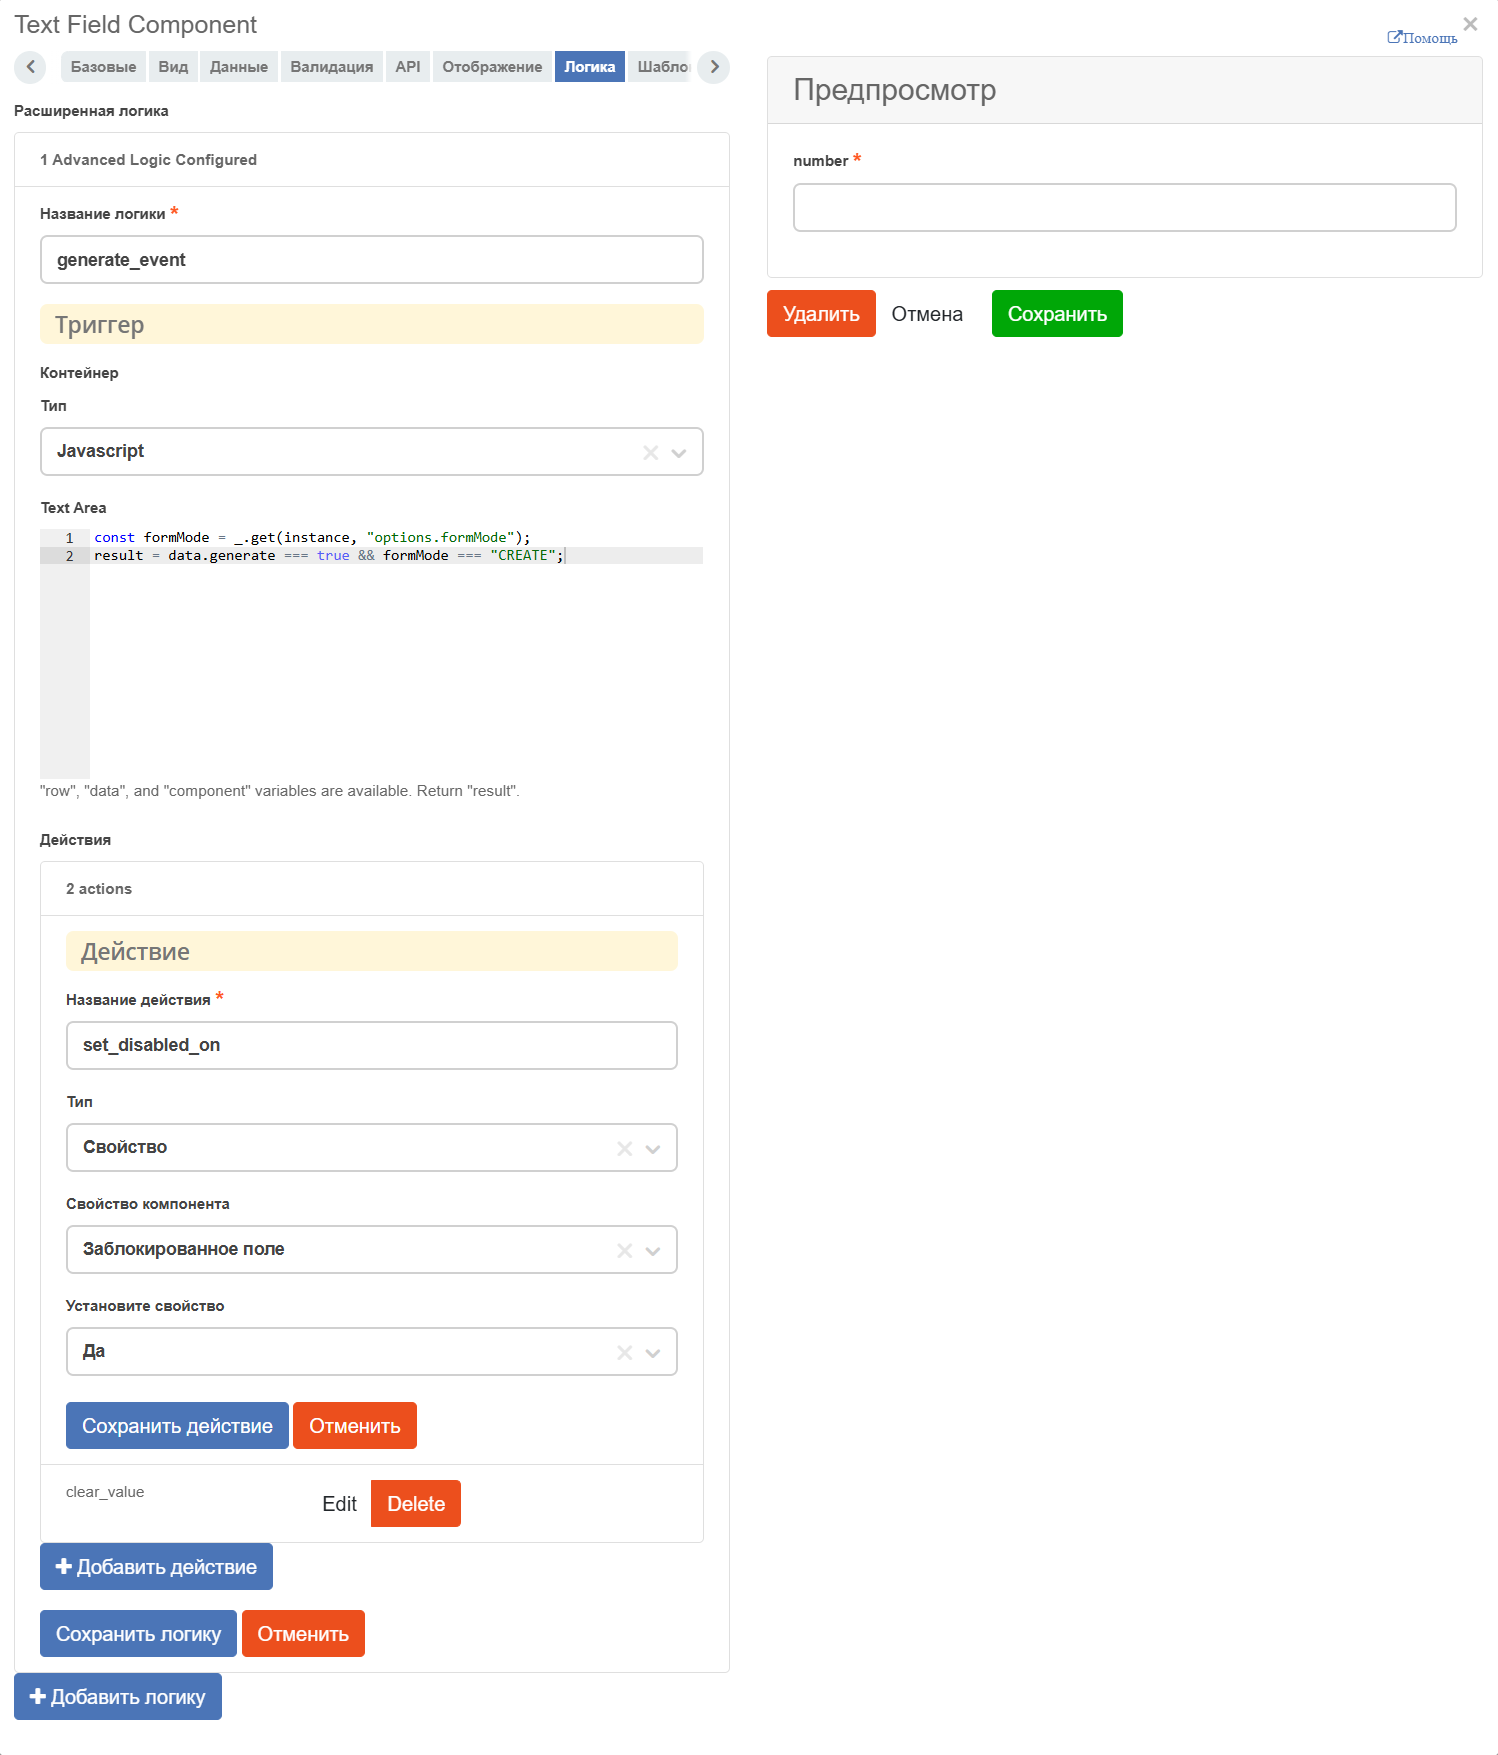 Text Field Component
Помощь
Базовые Вид Данные Валидация API Отображение Логика Шабло
Расширенная логика
1 Advanced Logic Configured
Название логики *
generate_event
Триггер
Контейнер
Тип
Javascript
Text Area
1 const formMode = _.get(instance, "options.formMode");
2 result = data.generate === true && formMode === "CREATE";
"row", "data", and "component" variables are available. Return "result".
Действия
2 actions
Действие
Название действия *
set_disabled_on
Тип
Свойство
Свойство компонента
Заблокированное поле
Установите свойство
Да
Сохранить действие Отменить
clear_value Edit Delete
Добавить действие
Сохранить логику Отменить
Добавить логику
Предпросмотр
number *
Удалить Отмена Сохранить